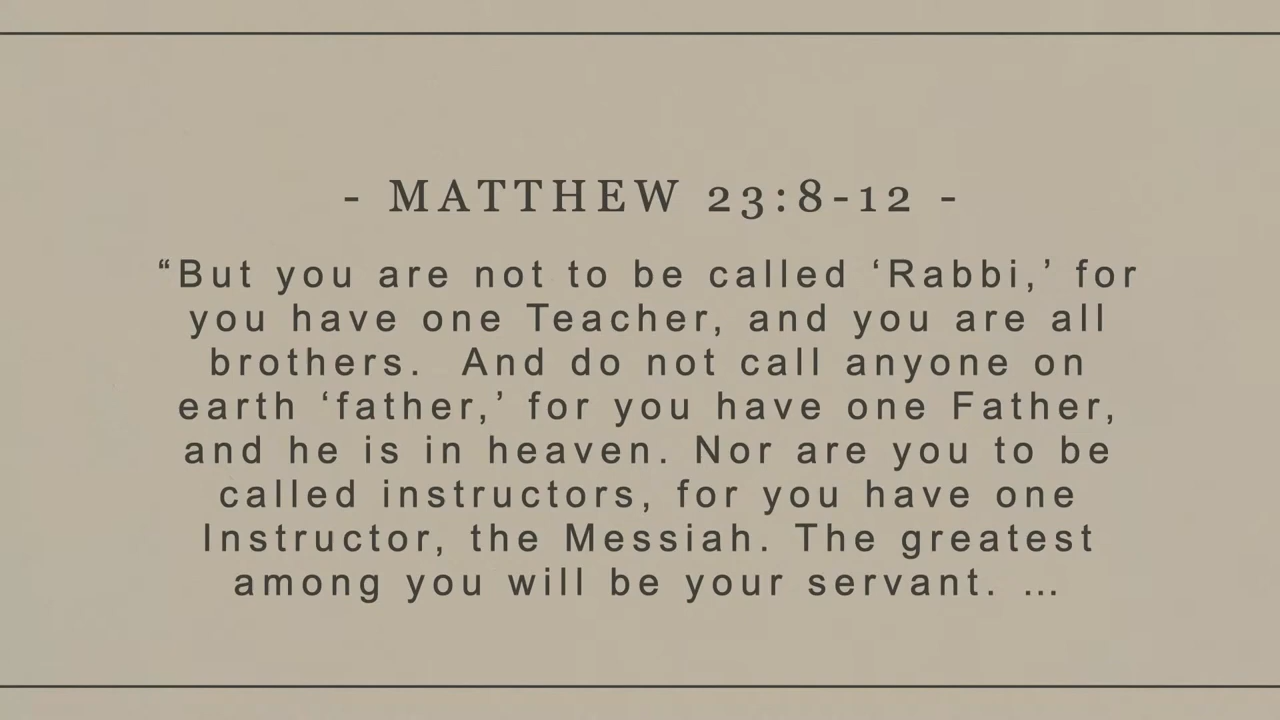 - MATTHEW 23:8-12 -
“But you are not to be called ‘Rabbi,’ for
you have one Teacher, and you are all
brothers.  And do not call anyone on
earth ‘father,’ for you have one Father,
and he is in heaven. Nor are you to be
called instructors, for you have one
Instructor, the Messiah. The greatest
among you will be your servant. ...